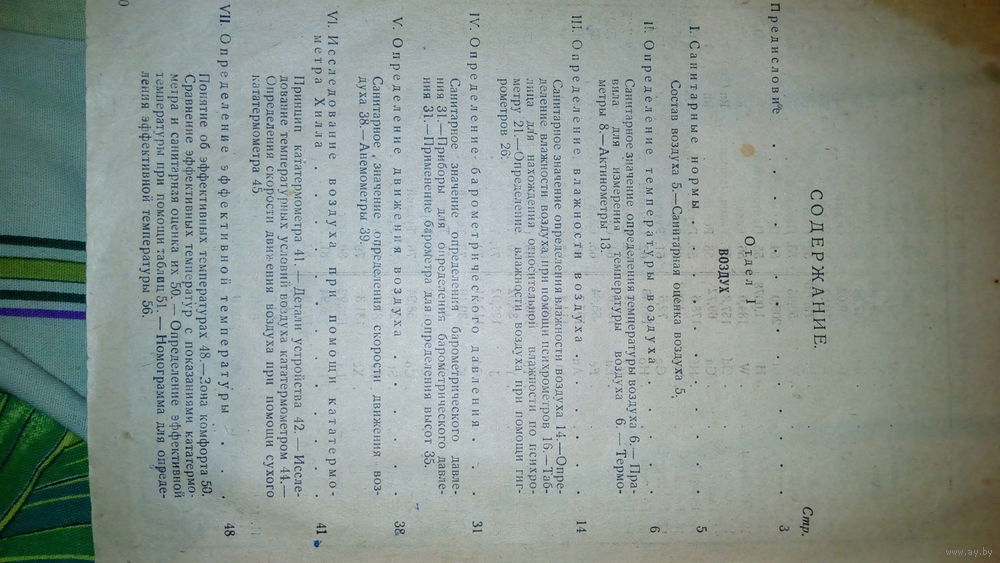 СОДЕРЖАНИЕ.
Стр.
Предисловие . . . . . . . . . . 3
Отдел I
ВОЗДУХ
I. Санитарные нормы . . . . . . . . . 5
Состав воздуха 5.—Санитарная оценка воздуха 5.
II. Определение температуры воздуха . . . . . 6
Санитарное значение определения температуры воздуха 6.—Пра-
вила для измерения температуры воздуха 6.—Термо-
метры 8.—Актинометры 13.
III. Определение влажности воздуха . . . . . . 14
Санитарное значение определения влажности воздуха 14.—Опре-
деление влажности воздуха при помощи психрометров 16.—Таб-
лица для нахождения относительной влажности по психро-
метру 21.—Определение влажности воздуха при помощи гиг-
рометров 26.
IV. Определение барометрического давления . . . 31
Санитарное значение определения барометрического давле-
ния 31.—Приборы для определения барометрического давле-
ния 31.—Применение барометра для определения высот 35.
V. Определение движения воздуха . . . . . . 38
Санитарное значение определения скорости движения воз-
духа 38.—Анемометры 39.
VI. Исследование воздуха при помощи кататермо-
метра Хилла . . . . . . . . . 41
Принцип кататермометра 41.—Детали устройства 42.—Иссле-
дование температурных условий воздуха кататермометром 44.—
Определения скорости движения воздуха при помощи сухого
кататермометра 45.
VII. Определение эффективной температуры . . . 48
Понятие об эффективных температурах 48.—Зона комфорта 50.
Сравнение эффективных температур с показаниями кататермо-
метра и санитарная оценка их 50.—Определение эффективной
температуры при помощи таблиц 51.—Номограмма для опреде-
ления эффективной температуры 56.
www.ay.by